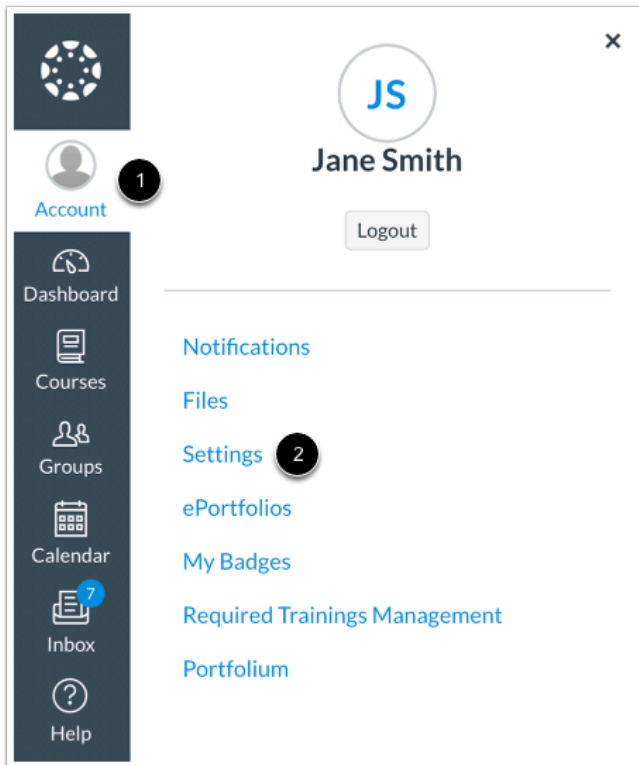 JS
Jane Smith
Logout
1
Account
Dashboard
Courses
Groups
Calendar
7
Inbox
Help
Notifications
Files
Settings 2
ePortfolios
My Badges
Required Trainings Management
Portfolium